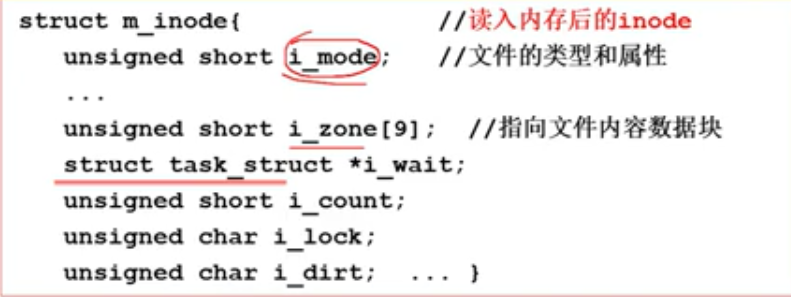 struct m_inode{ //读入内存后的inode
unsigned short i_mode; //文件的类型和属性
...
unsigned short i_zone[9]; //指向文件内容数据块
struct task_struct *i_wait;
unsigned short i_count;
unsigned char i_lock;
unsigned char i_dirt; ... }